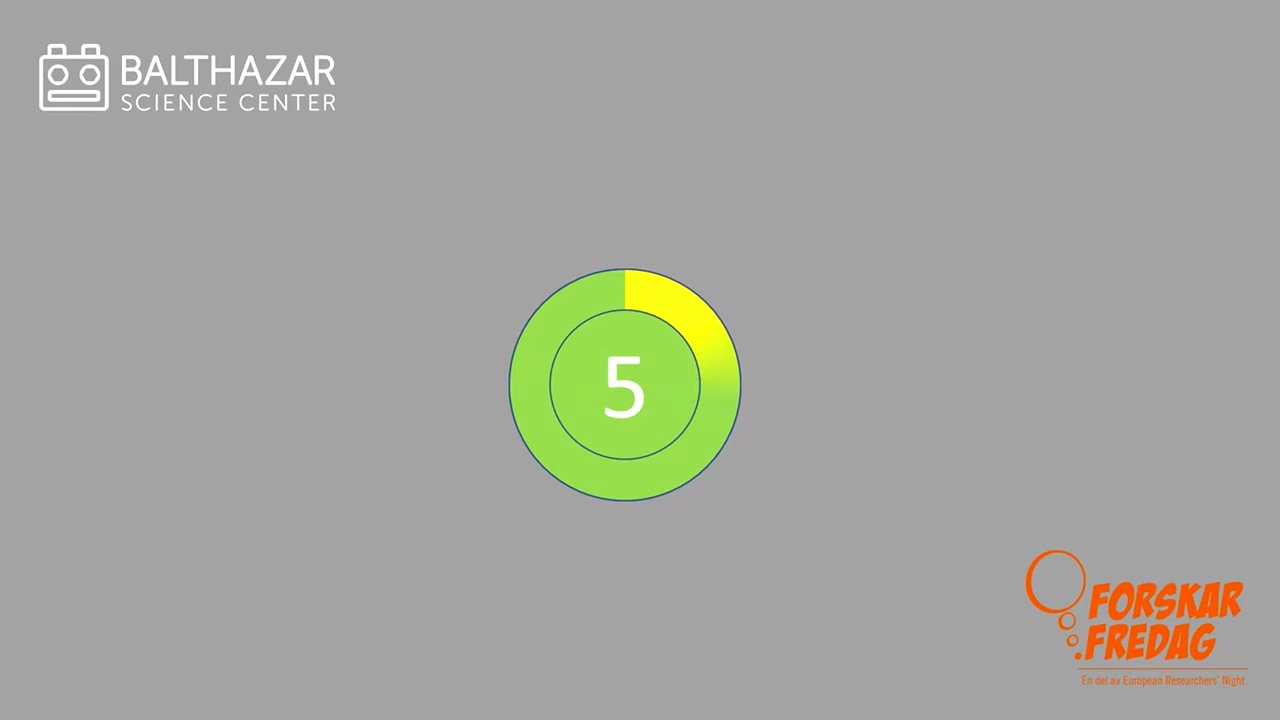 BALTHAZAR
SCIENCE CENTER
5
FORSKAR
FREDAG
En del av European Researchers' Night